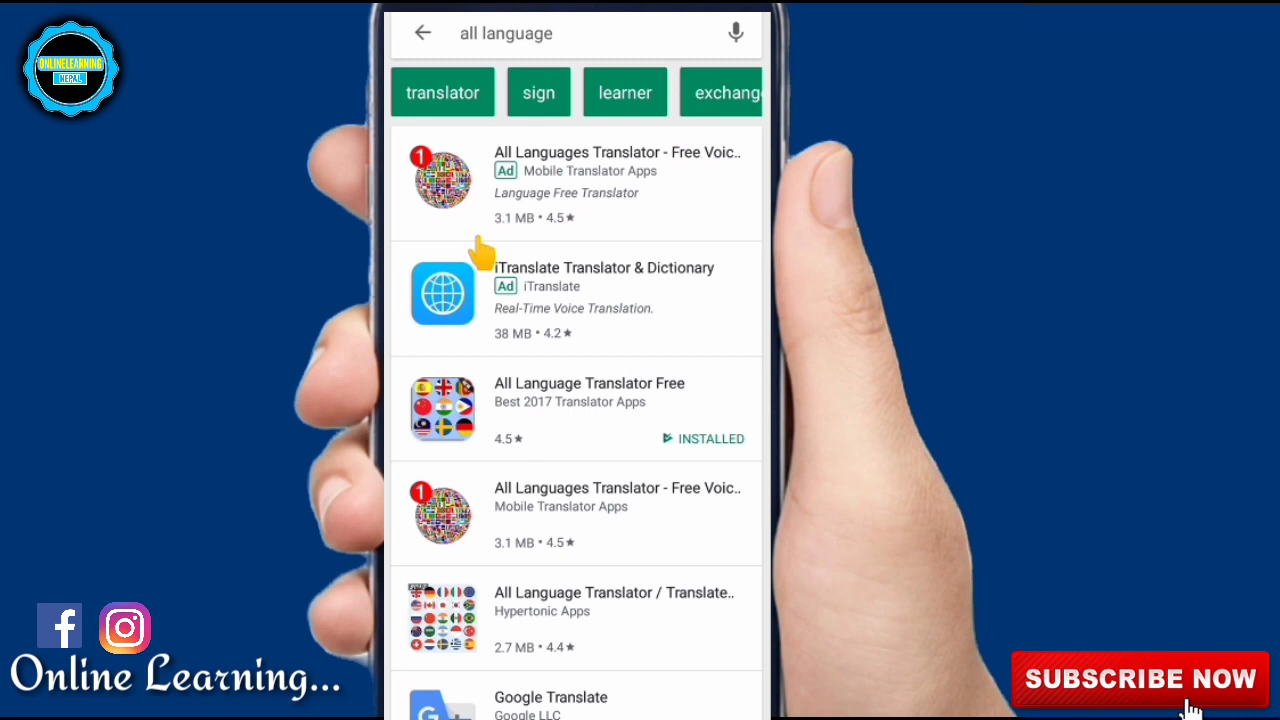 ONLINELEARNING
NEPAL
all language
translator
sign
learner
exchang
All Languages Translator - Free Voic..
Ad Mobile Translator Apps
Language Free Translator
3.1 MB • 4.5★
iTranslate Translator & Dictionary
Ad iTranslate
Real-Time Voice Translation.
38 MB • 4.2★
All Language Translator Free
Best 2017 Translator Apps
4.5★
INSTALLED
All Languages Translator - Free Voic..
Mobile Translator Apps
3.1 MB • 4.5★
All Language Translator / Translate..
Hypertonic Apps
2.7 MB • 4.4★
Google Translate
Google LLC
Online Learning...
SUBSCRIBE NOW